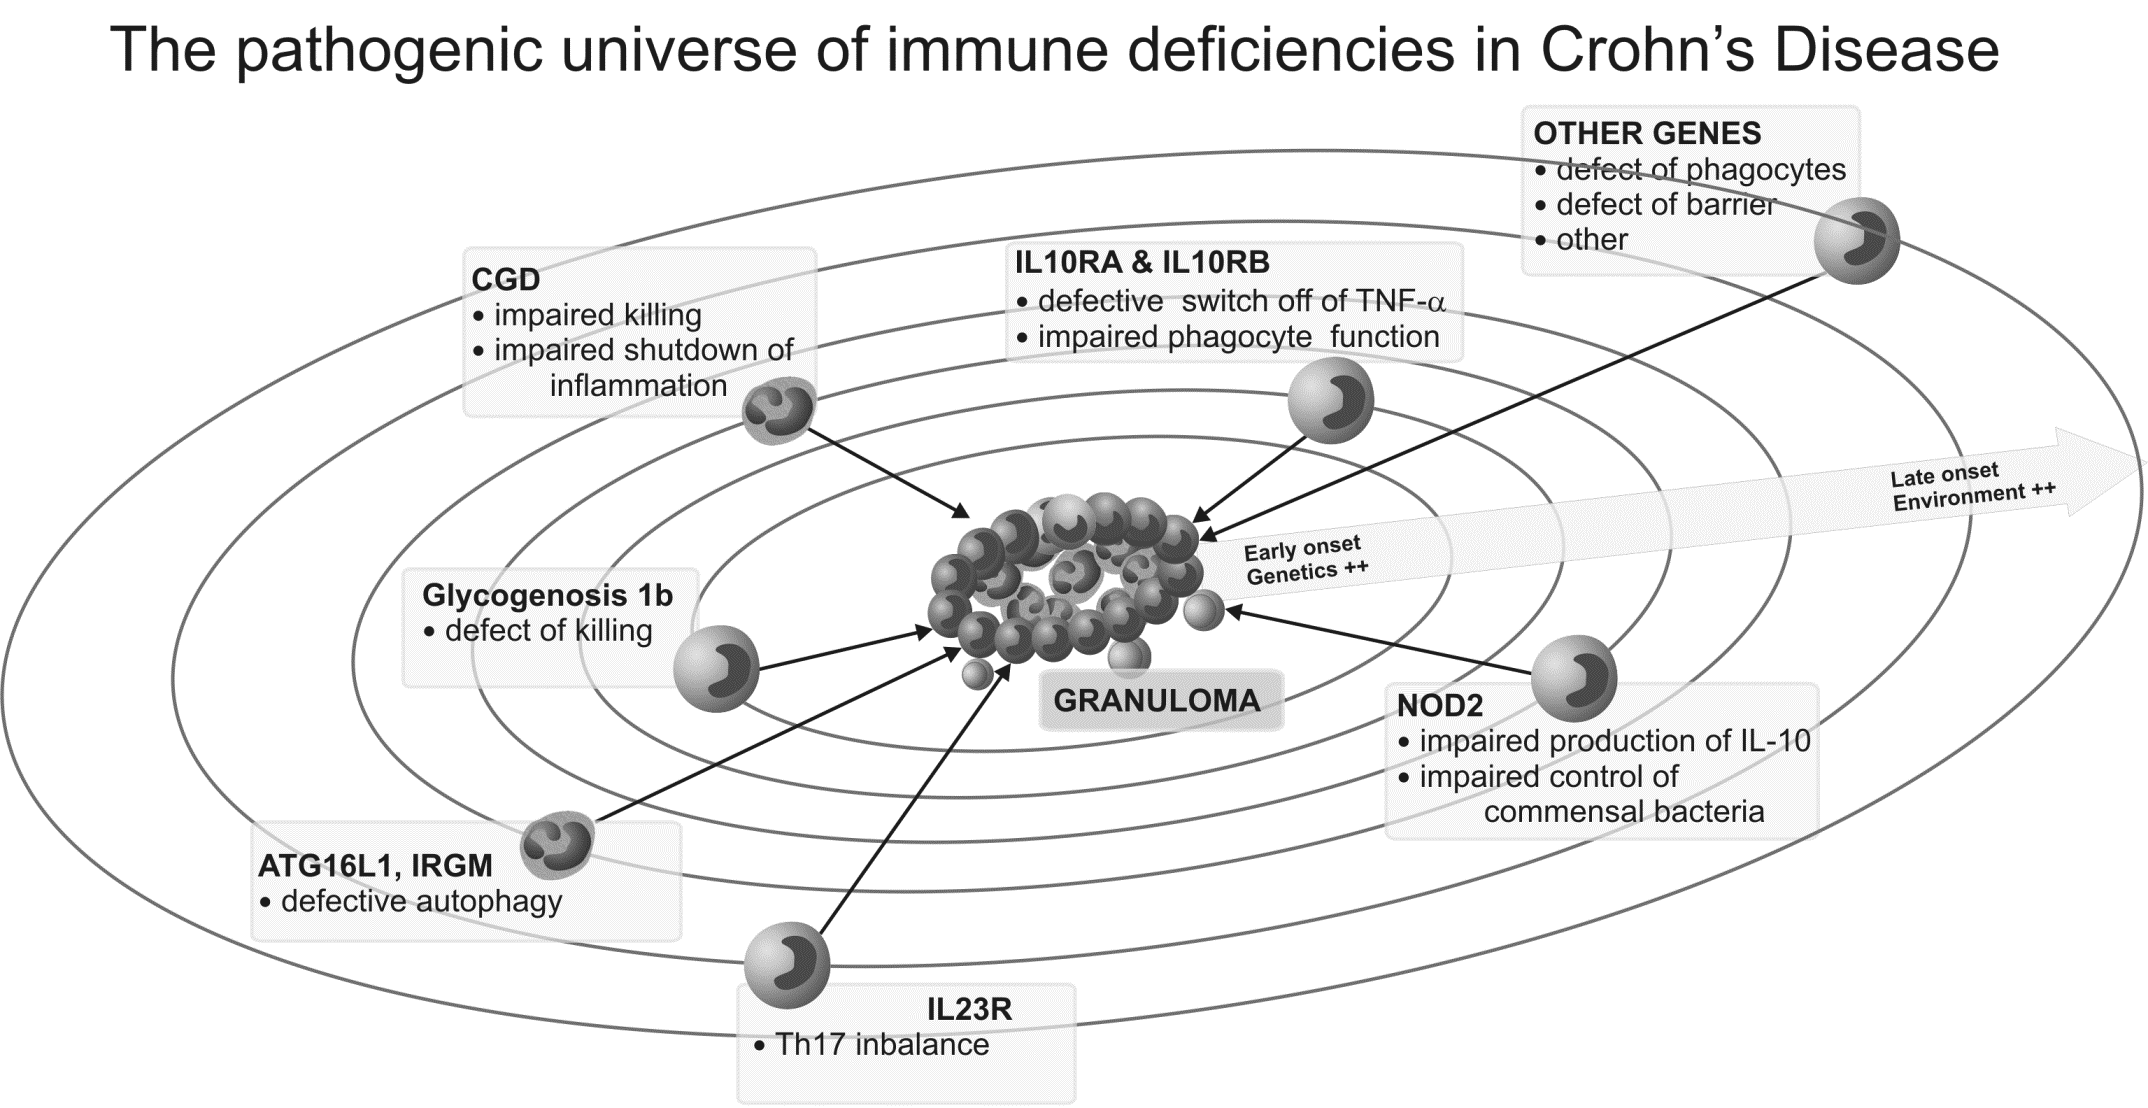 The pathogenic universe of immune deficiencies in Crohn’s Disease
OTHER GENES
• defect of phagocytes
• defect of barrier
• other
CGD
• impaired killing
• impaired shutdown of
inflammation
IL10RA & IL10RB
• defective switch off of TNF-α
• impaired phagocyte function
Late onset
Environment ++
Early onset
Genetics ++
Glycogenosis 1b
• defect of killing
GRANULOMA
NOD2
• impaired production of IL-10
• impaired control of
commensal bacteria
ATG16L1, IRGM
• defective autophagy
IL23R
• Th17 inbalance